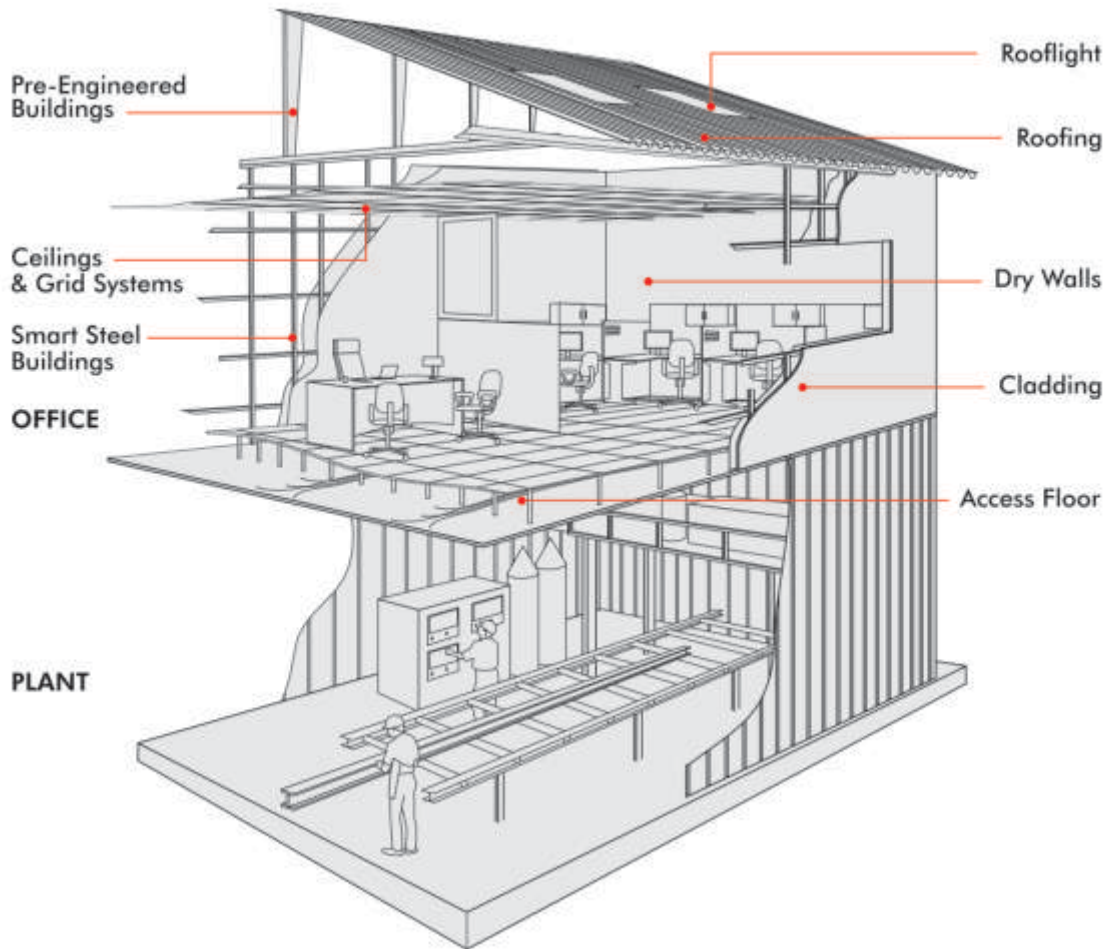 Rooflight
Pre-Engineered
Buildings
Roofing
Ceilings
& Grid Systems
Dry Walls
Smart Steel
Buildings
Cladding
OFFICE
Access Floor
PLANT